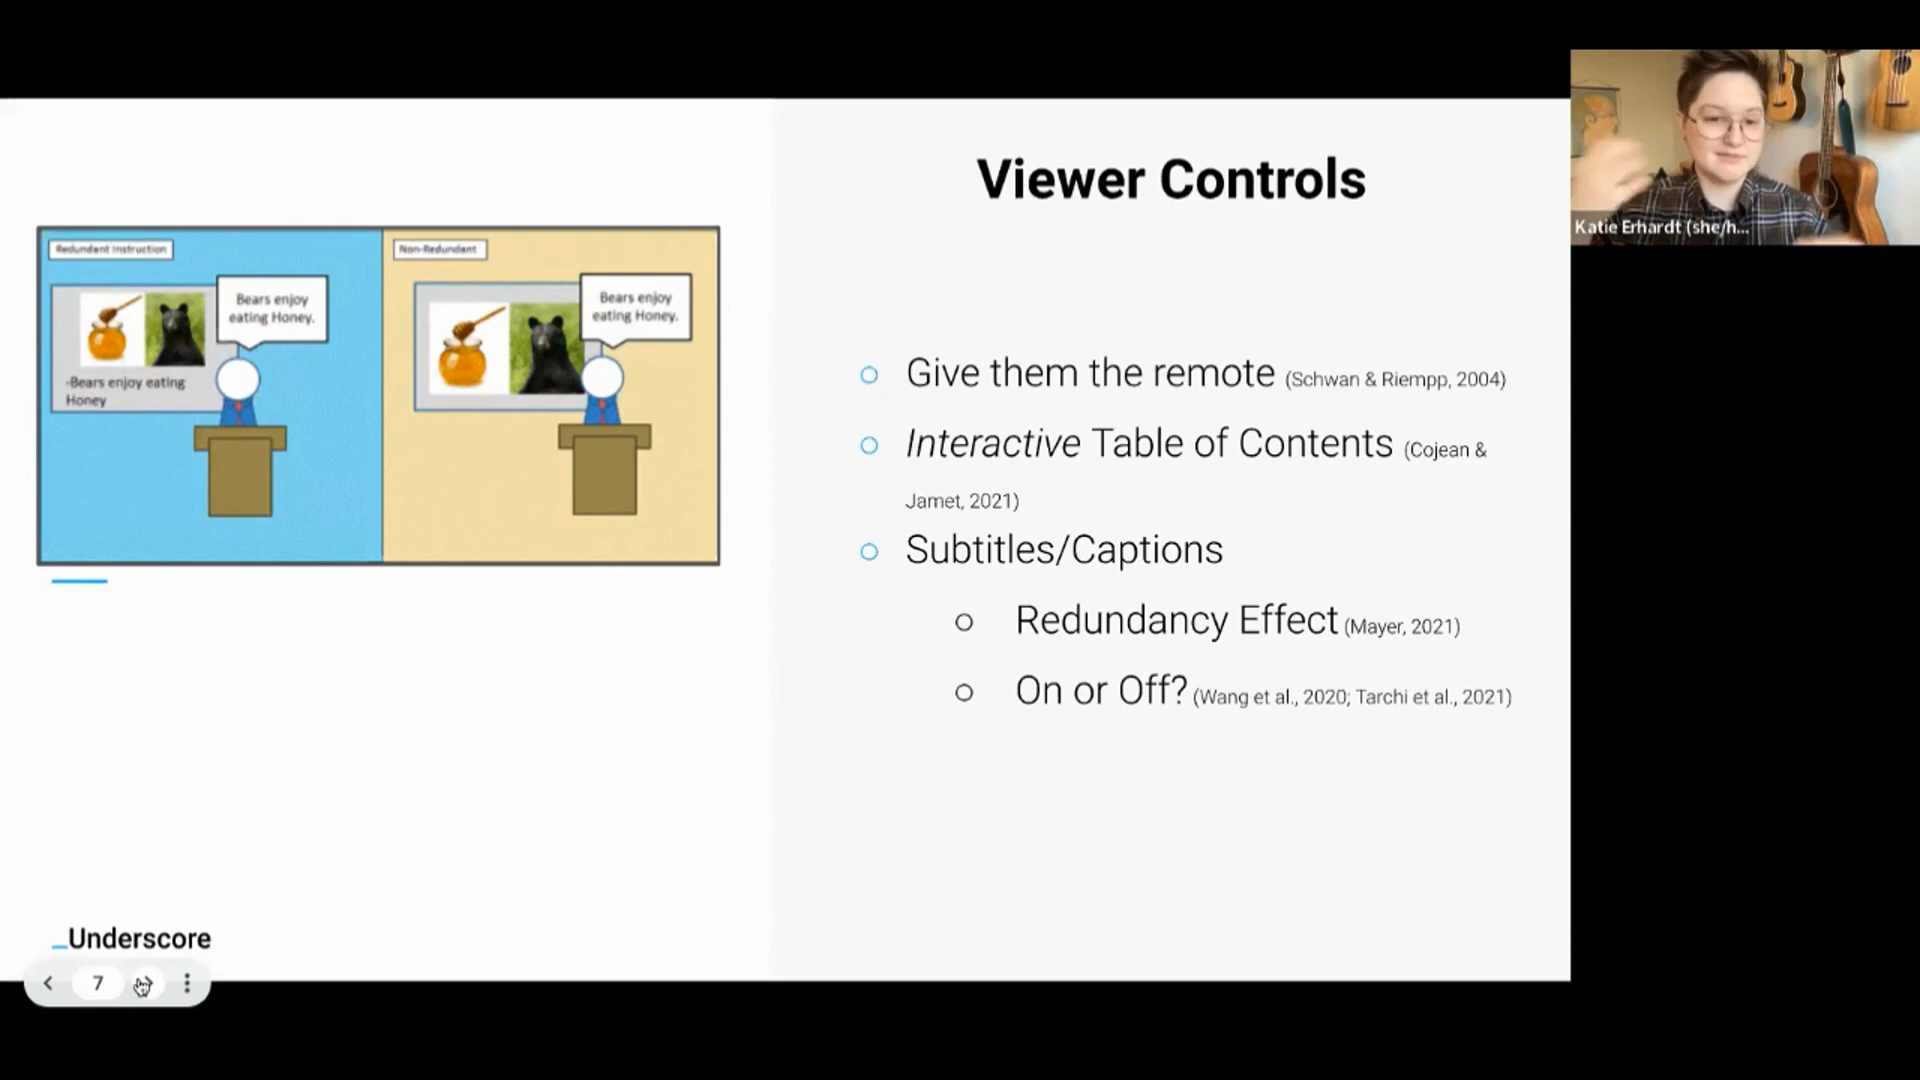 Viewer Controls
Redundant Instruction
Bears enjoy
eating Honey.
-Bears enjoy eating
Honey
Non-Redundant
Bears enjoy
eating Honey.
Give them the remote (Schwan & Riempp, 2004)
Interactive Table of Contents (Cojean &
Jamet, 2021)
Subtitles/Captions
Redundancy Effect (Mayer, 2021)
On or Off? (Wang et al., 2020; Tarchi et al., 2021)
_Underscore
7
Katie Erhardt (she/h...